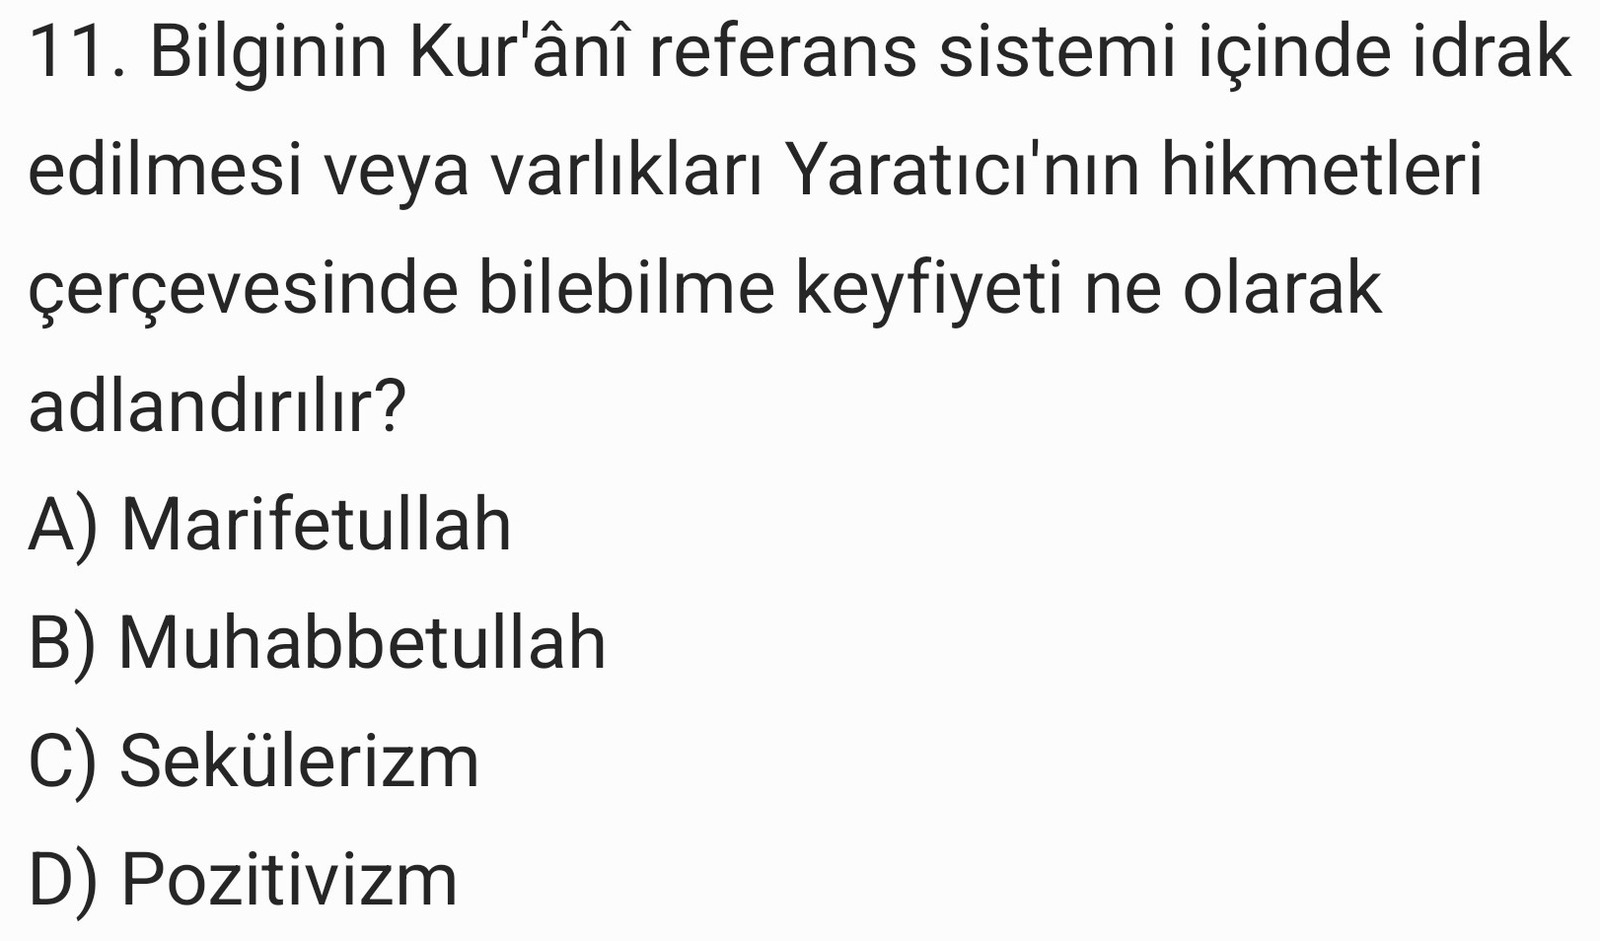 11. Bilginin Kur'ânî referans sistemi içinde idrak
edilmesi veya varlıkları Yaratıcı'nın hikmetleri
çerçevesinde bilebilme keyfiyeti ne olarak
adlandırılır?
A) Marifetullah
B) Muhabbetullah
C) Sekülerizm
D) Pozitivizm